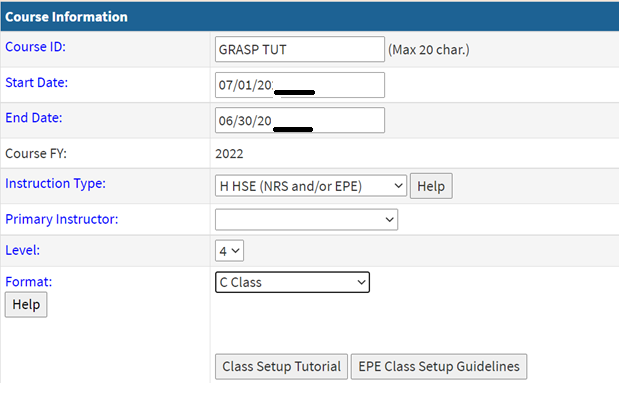 Course Information
Course ID: GRASP TUT (Max 20 char.)
Start Date: 07/01/20
End Date: 06/30/20
Course FY: 2022
Instruction Type: H HSE (NRS and/or EPE) Help
Primary Instructor:
Level: 4
Format: C Class
Help
Class Setup Tutorial EPE Class Setup Guidelines